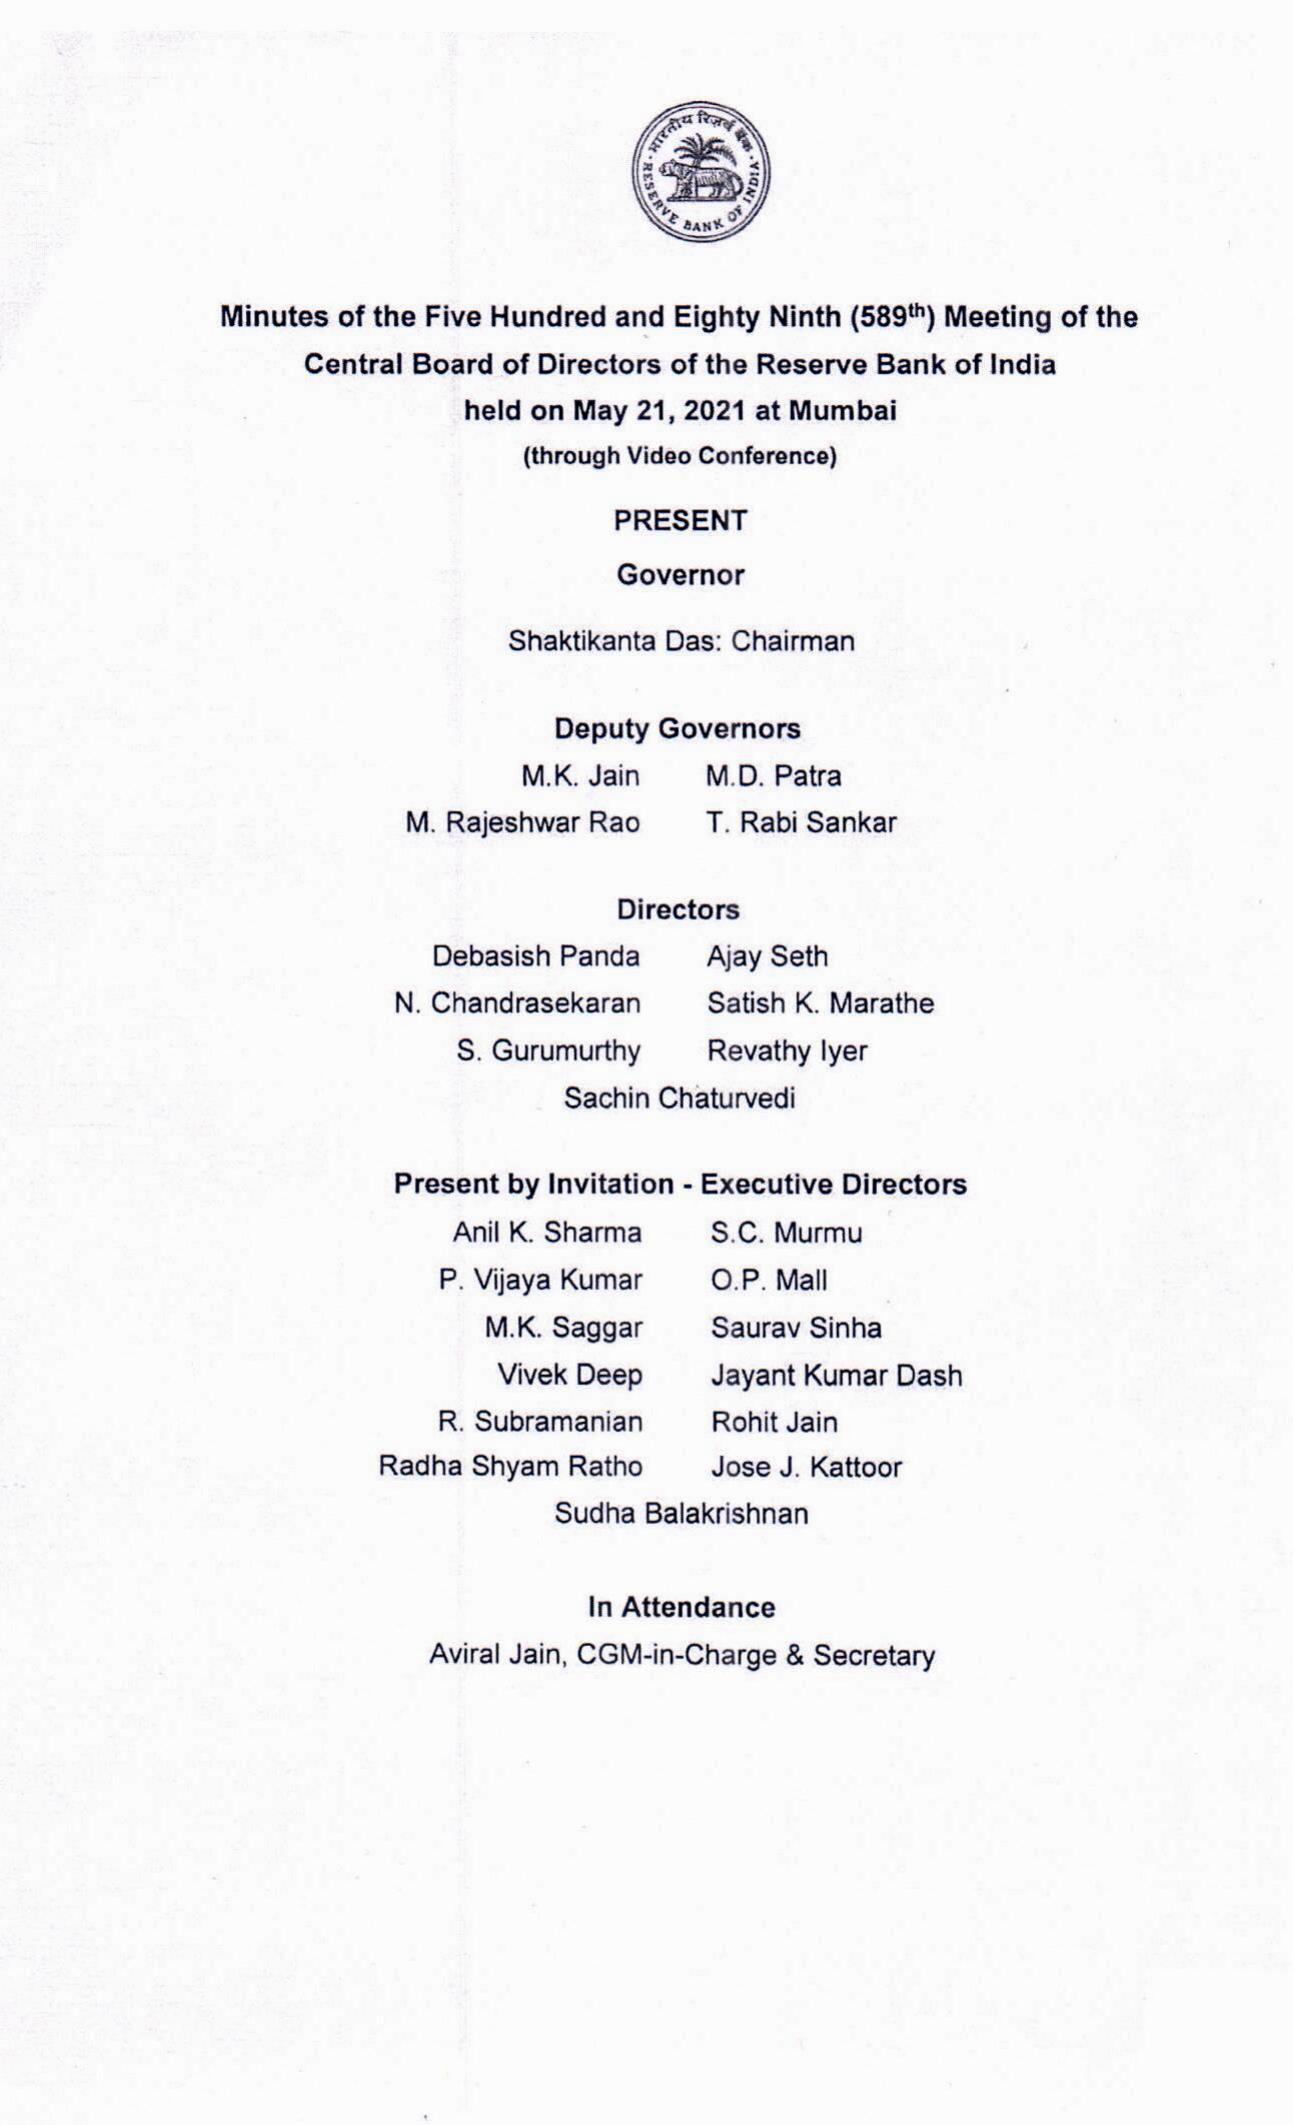 भारतीय रिज़र्व बैंक
RESERVE BANK OF INDIA
Minutes of the Five Hundred and Eighty Ninth (589th) Meeting of the
Central Board of Directors of the Reserve Bank of India
held on May 21, 2021 at Mumbai
(through Video Conference)
PRESENT
Governor
Shaktikanta Das: Chairman
Deputy Governors
M.K. Jain M.D. Patra
M. Rajeshwar Rao T. Rabi Sankar
Directors
Debasish Panda Ajay Seth
N. Chandrasekaran Satish K. Marathe
S. Gurumurthy Revathy Iyer
Sachin Chaturvedi
Present by Invitation - Executive Directors
Anil K. Sharma S.C. Murmu
P. Vijaya Kumar O.P. Mall
M.K. Saggar Saurav Sinha
Vivek Deep Jayant Kumar Dash
R. Subramanian Rohit Jain
Radha Shyam Ratho Jose J. Kattoor
Sudha Balakrishnan
In Attendance
Aviral Jain, CGM-in-Charge & Secretary